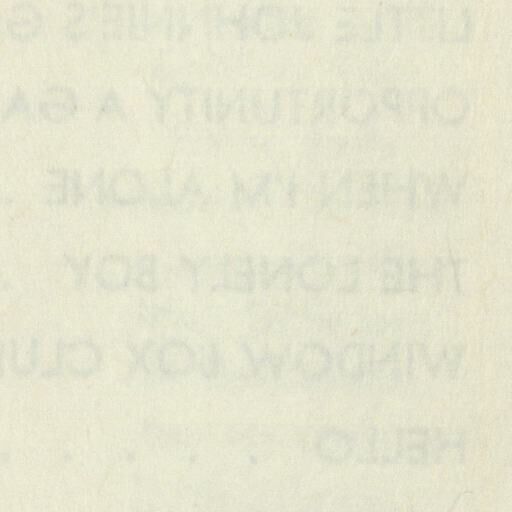 LITTLE JOHNNIE'S G
OPPORTUNITY A GA
WHEN I'M ALONE .
THE LONELY BOY .
WINDOW BOX CLU
HELLO . . . . .